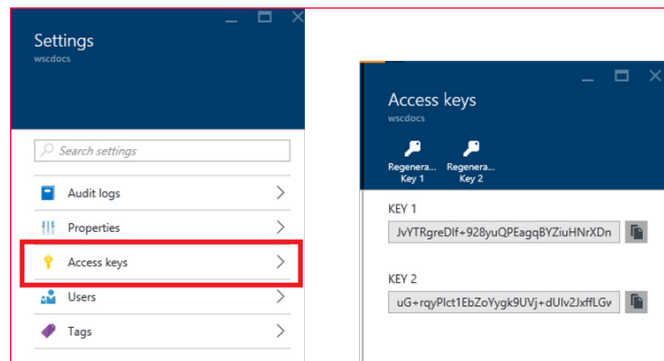 Settings
wscdocs
Search settings
Audit logs
Properties
Access keys
Users
Tags
Access keys
wscdocs
Regenera... Regenera...
Key 1 Key 2
KEY 1
JvYTRgreDIf+928yuQPEagqBYZiuHNrXDn
KEY 2
uG+rqyPlct1EbZoYygk9UVj+dUlv2JxffLGv